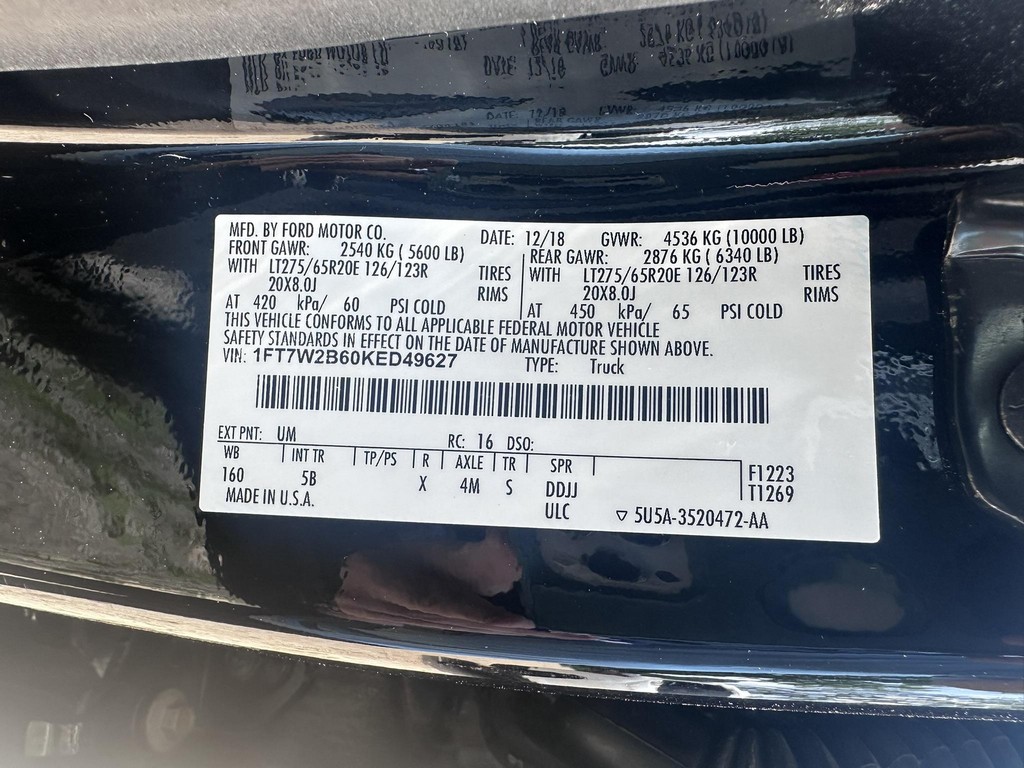 MFD. BY FORD MOTOR CO. DATE: 12/18 GVWR: 4536 KG (10000 LB)
FRONT GAWR: 2540 KG ( 5600 LB) REAR GAWR: 2876 KG ( 6340 LB)
WITH LT275/65R20E 126/123R TIRES WITH LT275/65R20E 126/123R TIRES
20X8.0J RIMS 20X8.0J RIMS
AT 420 kPa/ 60 PSI COLD AT 450 kPa/ 65 PSI COLD
THIS VEHICLE CONFORMS TO ALL APPLICABLE FEDERAL MOTOR VEHICLE
SAFETY STANDARDS IN EFFECT ON THE DATE OF MANUFACTURE SHOWN ABOVE.
VIN: 1FT7W2B60KED49627 TYPE: Truck
EXT PNT: UM RC: 16 DSO:
WB INT TR TP/PS R AXLE TR SPR F1223
160 5B X 4M S DDJJ T1269
MADE IN U.S.A. ULC ▽ 5U5A-3520472-AA